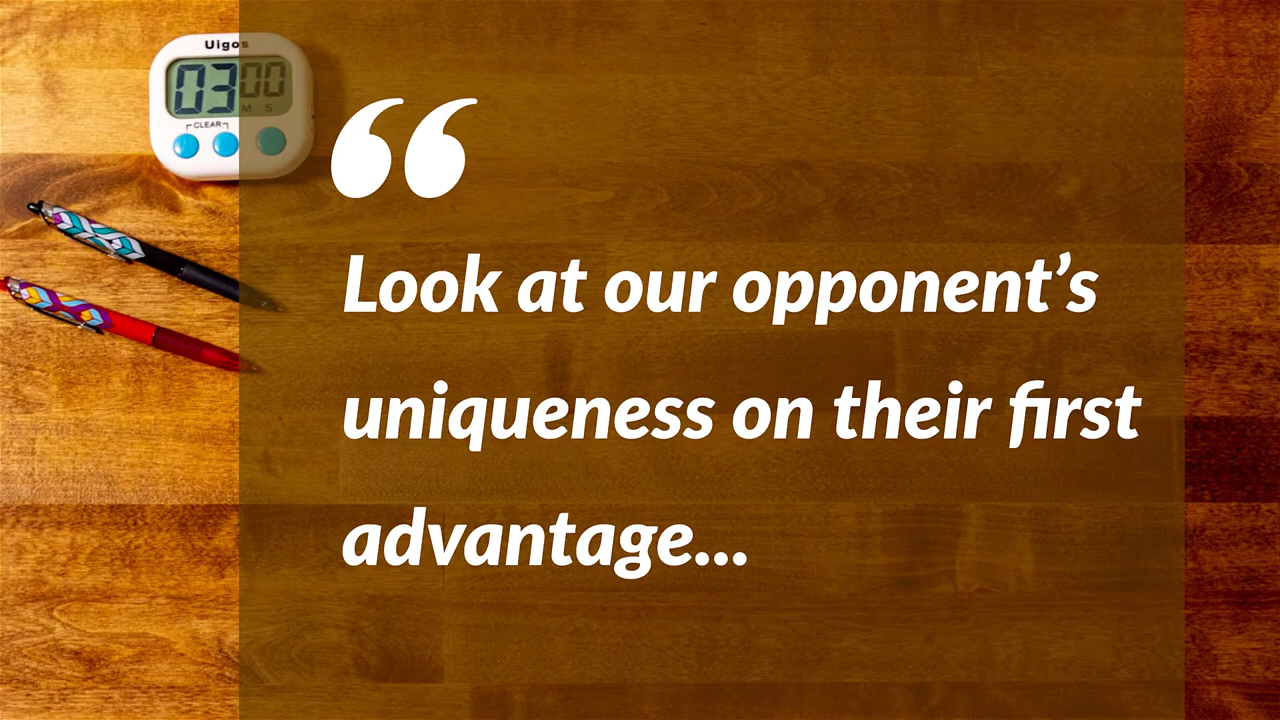 Uigos
03 00
M S
CLEAR
“
Look at our opponent’s
uniqueness on their first
advantage...